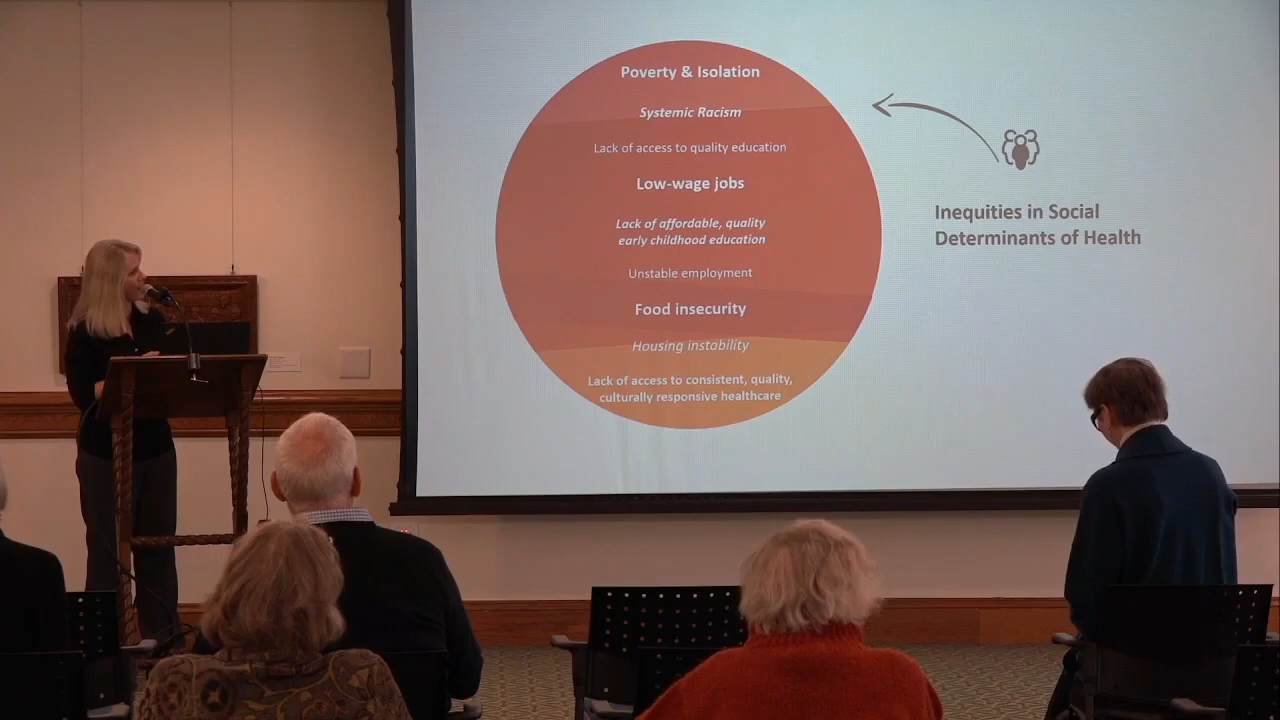 Poverty & Isolation
Systemic Racism
Lack of access to quality education
Low-wage jobs
Lack of affordable, quality
early childhood education
Unstable employment
Food insecurity
Housing instability
Lack of access to consistent, quality,
culturally responsive healthcare
Inequities in Social
Determinants of Health